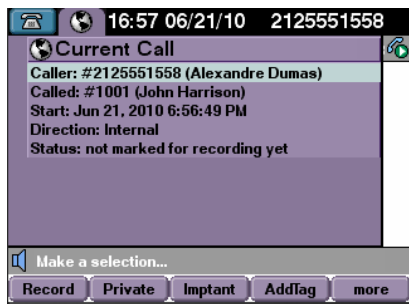 16:57 06/21/10 2125551558
Current Call
Caller: #2125551558 (Alexandre Dumas)
Called: #1001 (John Harrison)
Start: Jun 21, 2010 6:56:49 PM
Direction: Internal
Status: not marked for recording yet
Make a selection...
Record Private Imptant AddTag more